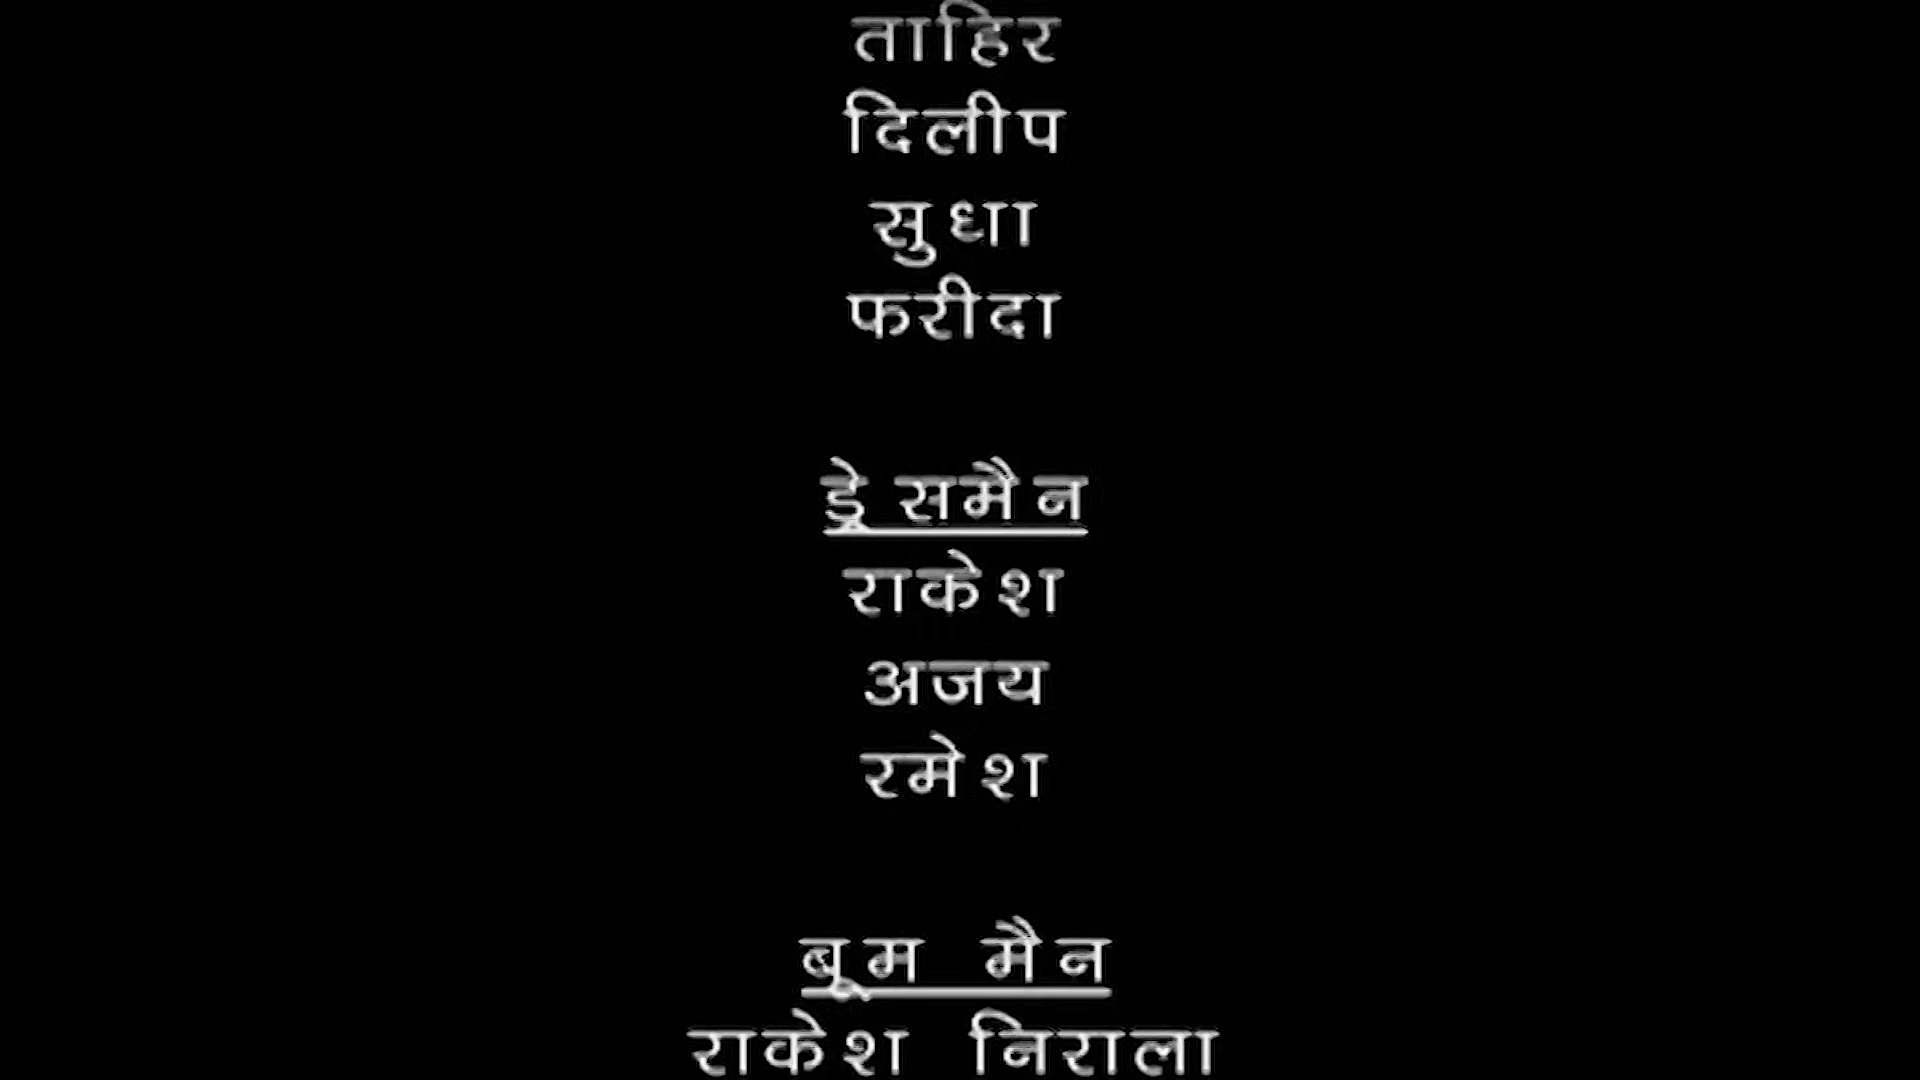 ताहिर
दिलीप
सुधा
फरीदा
ड्रेसमैन
राकेश
अजय
रमेश
बूम मैन
राकेश निराला